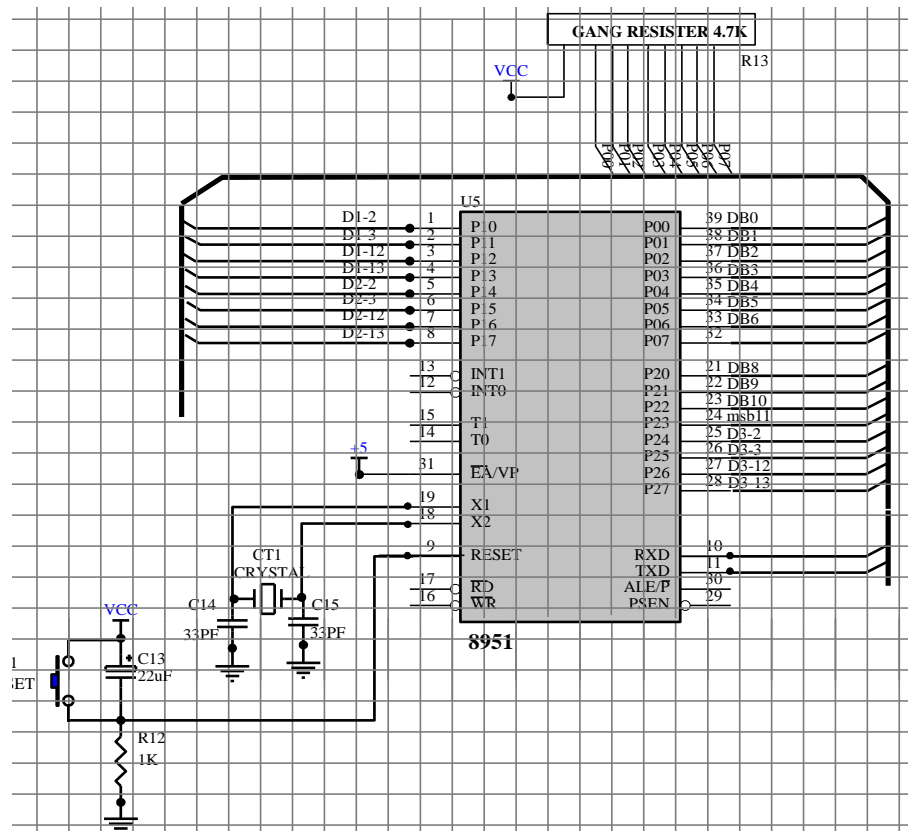 GANG RESISTER 4.7K
R13
VCC
P00 P01 P02 P03 P04 P05 P06 P07
U5
D1-2 1 P10 P00 39 DB0
D1-3 2 P11 P01 38 DB1
D1-12 3 P12 P02 37 DB2
D1-13 4 P13 P03 36 DB3
D2-2 5 P14 P04 35 DB4
D2-3 6 P15 P05 34 DB5
D2-12 7 P16 P06 33 DB6
D2-13 8 P17 P07 32
13 INT1 P20 21 DB8
12 INT0 P21 22 DB9
P22 23 DB10
15 T1 P23 24 msb11
14 T0 P24 25 D3-2
P25 26 D3-3
+5 31 EA/VP P26 27 D3-12
P27 28 D3-13
19 X1
18 X2
9 RESET RXD 10
TXD 11
CT1
CRYSTAL
17 RD ALE/P 30
16 WR PSEN 29
C14 C15
33PF 33PF
8951
VCC
1 C13
ET 22uF
+
R12
1K